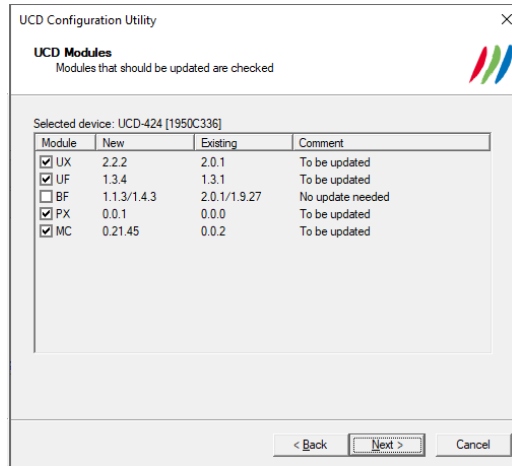 UCD Configuration Utility
UCD Modules
Modules that should be updated are checked
Selected device: UCD-424 [1950C336]
Module New Existing Comment
UX 2.2.2 2.0.1 To be updated
UF 1.3.4 1.3.1 To be updated
BF 1.1.3/1.4.3 2.0.1/1.9.27 No update needed
PX 0.0.1 0.0.0 To be updated
MC 0.21.45 0.0.2 To be updated
< Back Next > Cancel